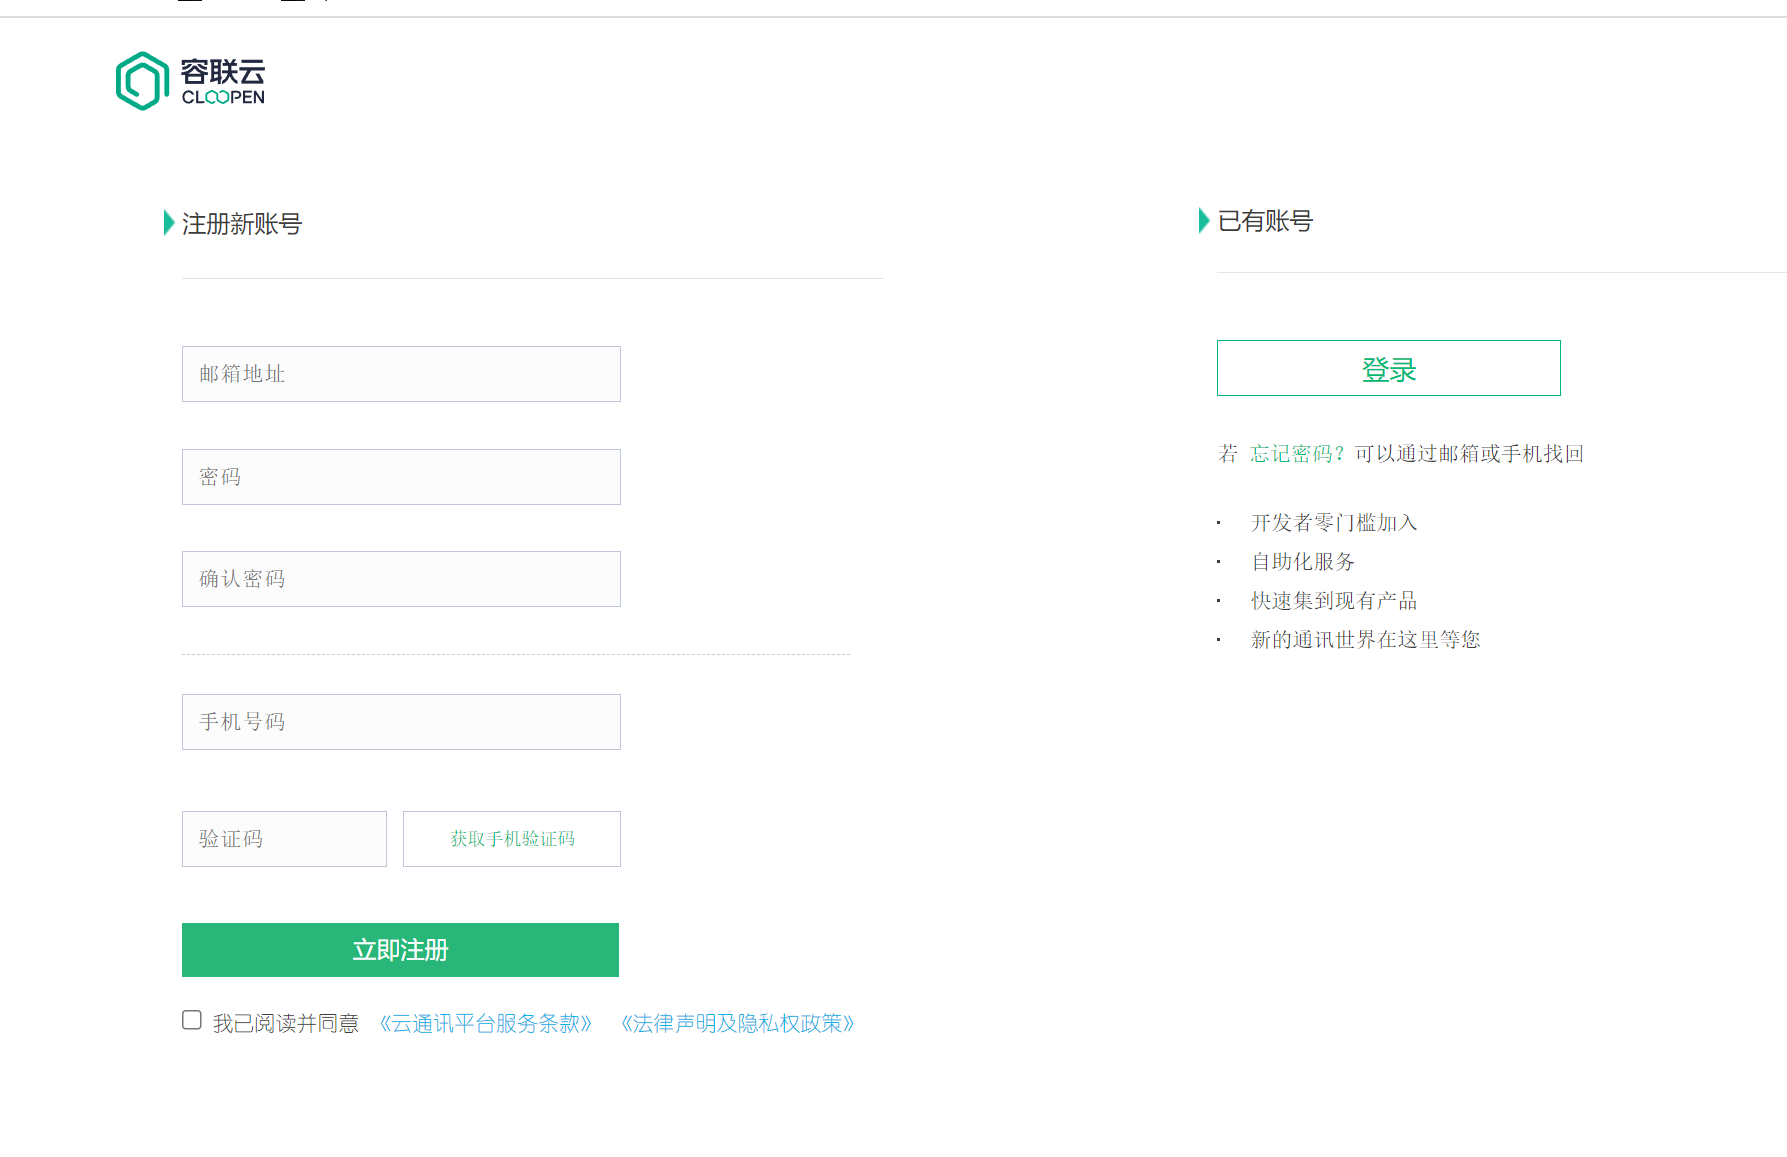 容联云
CLOOPEN
注册新账号
邮箱地址
密码
确认密码
手机号码
验证码 获取手机验证码
立即注册
我已阅读并同意 《云通讯平台服务条款》 《法律声明及隐私权政策》
已有账号
登录
若 忘记密码？可以通过邮箱或手机找回
· 开发者零门槛加入
· 自助化服务
· 快速集到现有产品
· 新的通讯世界在这里等您